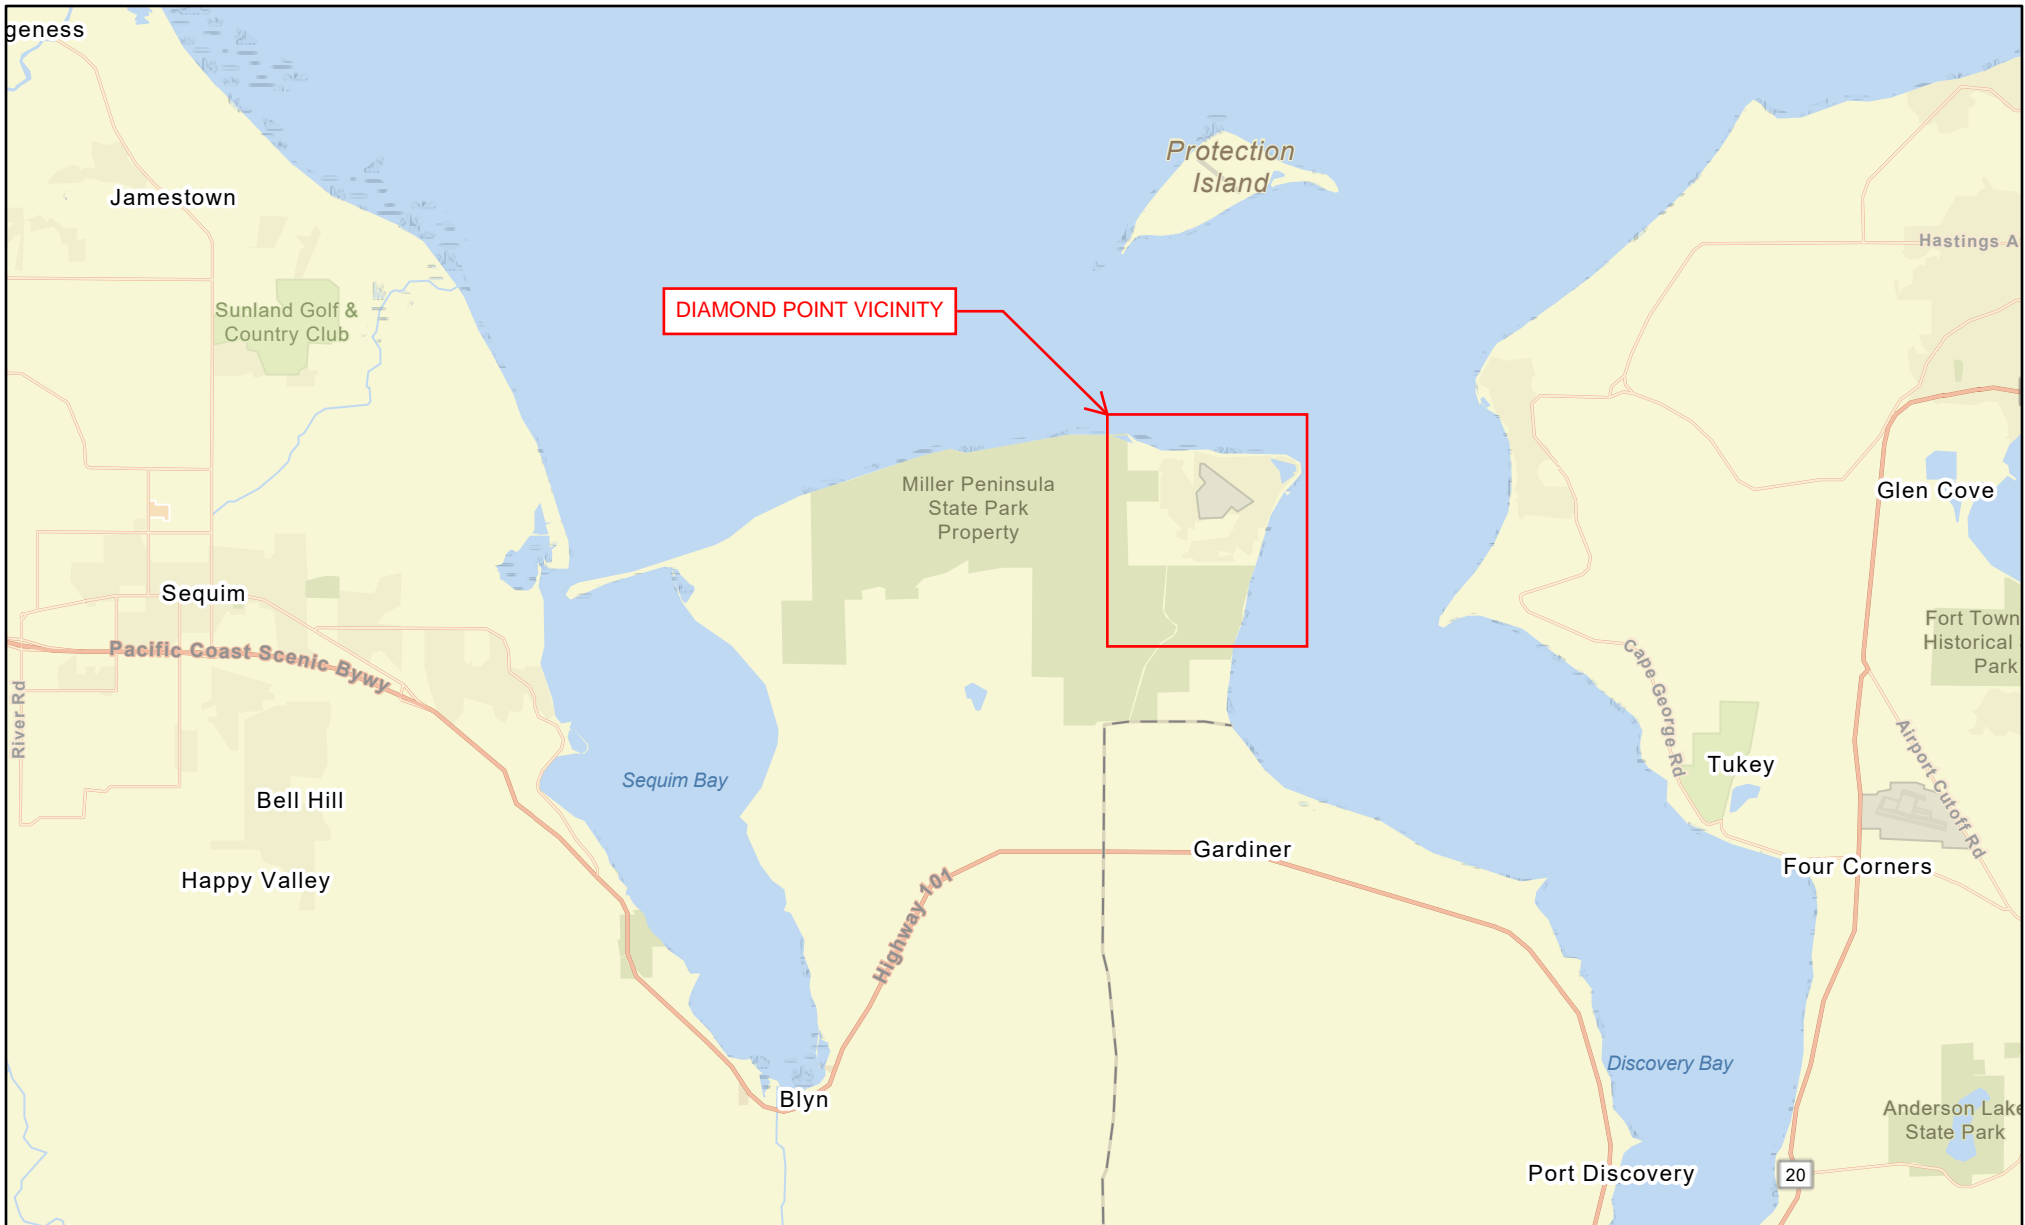 geness
Protection
Island
Jamestown
Hastings A
Sunland Golf &
Country Club
DIAMOND POINT VICINITY
Miller Peninsula
State Park
Property
Glen Cove
Sequim
Fort Town
Historical
Park
Pacific Coast Scenic Bywy
River Rd
Cape George Rd
Airport Cutoff Rd
Tukey
Sequim Bay
Bell Hill
Gardiner
Four Corners
Happy Valley
Highway 101
Discovery Bay
Blyn
Anderson Lake
State Park
Port Discovery
20